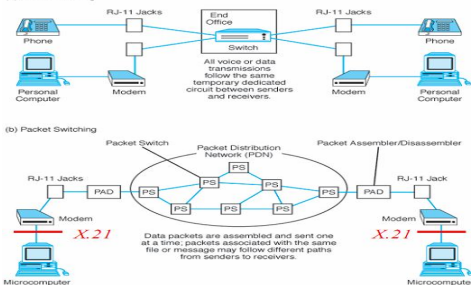 RJ-11 Jacks
End
Office
RJ-11 Jacks
Phone
Switch
Phone
All voice or data
transmissions
follow the same
temporary dedicated
circuit between senders
and receivers.
Personal
Computer
Modem
Modem
Personal
Computer
(b) Packet Switching
Packet Switch
Packet Distribution
Network (PDN)
Packet Assembler/Disassembler
RJ-11 Jacks
PAD
PS
PS
PS
PS
PS
PS
PS
PS
PAD
RJ-11 Jack
Modem
Modem
X.21
X.21
Data packets are assembled and sent one
at a time; packets associated with the same
file or message may follow different paths
from senders to receivers.
Microcomputer
Microcompute